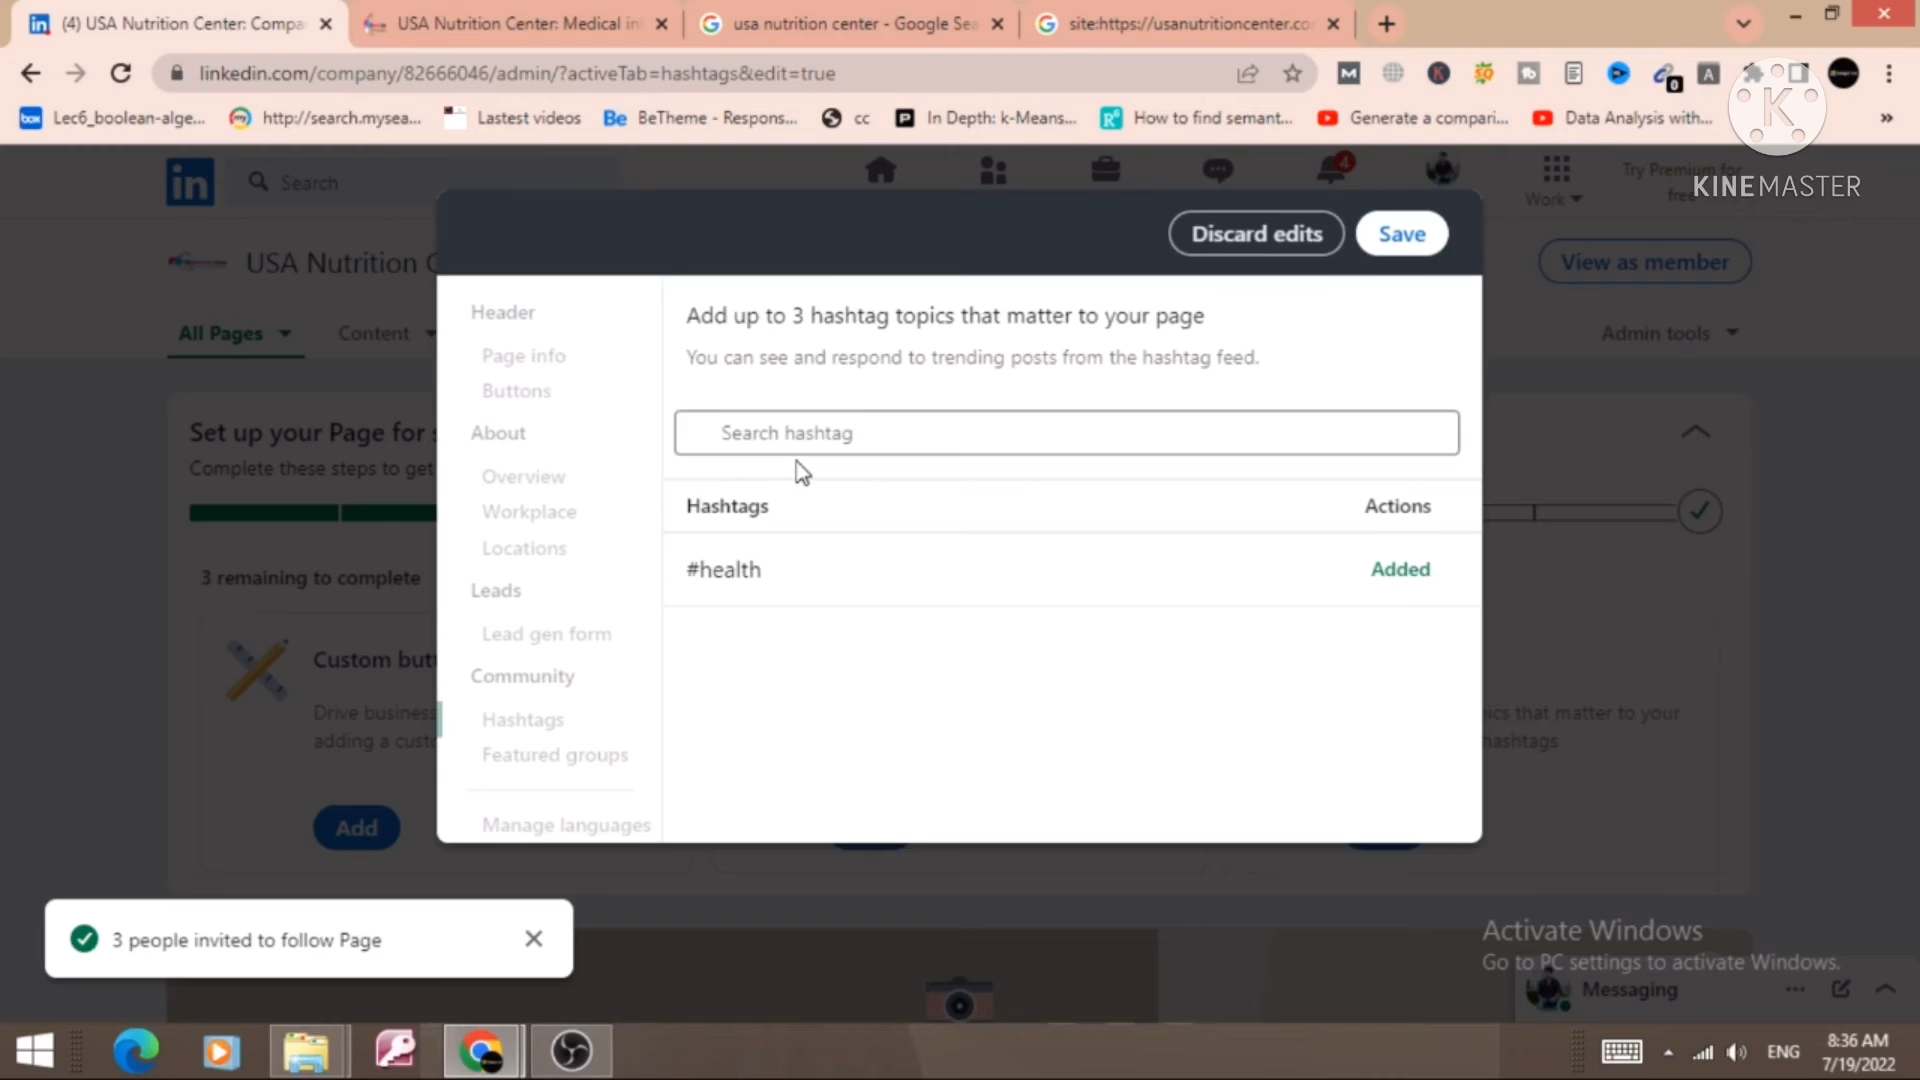 (4) USA Nutrition Center: Compa
USA Nutrition Center: Medical in
usa nutrition center - Google Sea
site:https://usanutritioncenter.co
linkedin.com/company/82666046/admin/?activeTab=hashtags&edit=true
Lec6_boolean-alge...
http://search.mysea...
Lastest videos
BeTheme - Respons...
cc
In Depth: k-Means...
How to find semant...
Generate a compari...
Data Analysis with...
K
KINEMASTER
in
Search
4
Work
Try Premium for
free
USA Nutrition C
View as member
All Pages
Content
Admin tools
Discard edits
Save
Header
Page info
Buttons
About
Overview
Workplace
Locations
Leads
Lead gen form
Community
Hashtags
Featured groups
Manage languages
Add up to 3 hashtag topics that matter to your page
You can see and respond to trending posts from the hashtag feed.
Search hashtag
Hashtags
Actions
#health
Added
Set up your Page for s
Complete these steps to get
3 remaining to complete
Custom butt
Drive business
adding a custo
Add
ics that matter to your
hashtags
3 people invited to follow Page
Activate Windows
Go to PC settings to activate Windows.
Messaging
ENG
8:36 AM
7/19/2022